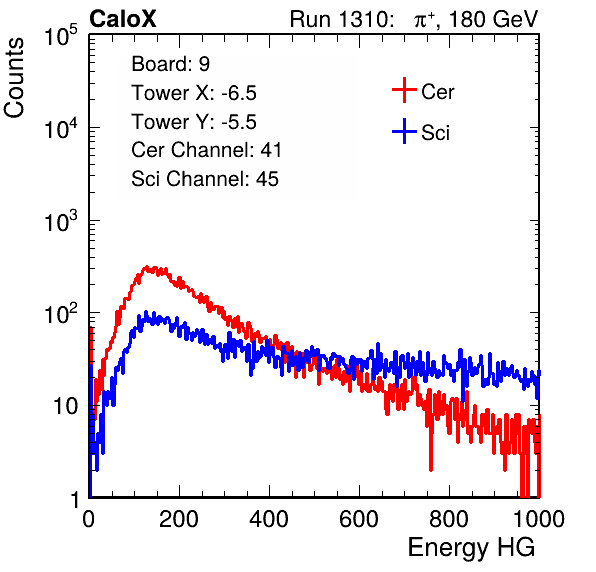 CaloX Run 1310: π⁺, 180 GeV
Counts
10⁵
10⁴
10³
10²
10
1
Board: 9
Tower X: -6.5
Tower Y: -5.5
Cer Channel: 41
Sci Channel: 45
Cer
Sci
0 200 400 600 800 1000
Energy HG